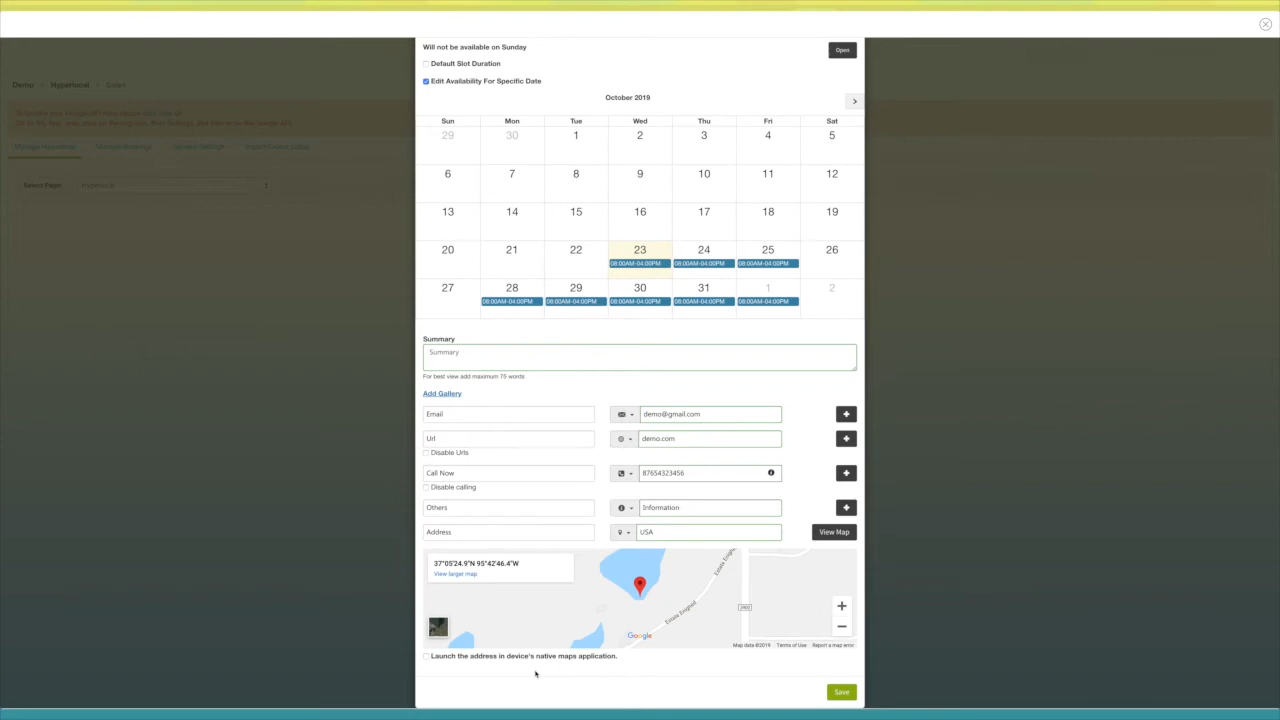 Will not be available on Sunday
Open
Default Slot Duration
Edit Availability For Specific Date
October 2019
Sun Mon Tue Wed Thu Fri Sat
29 30 1 2 3 4 5
6 7 8 9 10 11 12
13 14 15 16 17 18 19
20 21 22 23 24 25 26
08:00AM-04:00PM 08:00AM-04:00PM 08:00AM-04:00PM
27 28 29 30 31 1 2
08:00AM-04:00PM 08:00AM-04:00PM 08:00AM-04:00PM 08:00AM-04:00PM 08:00AM-04:00PM
Summary
Summary
For best view add maximum 75 words
Add Gallery
Email demo@gmail.com
Url demo.com
Disable Urls
Call Now 87654323456
Disable calling
Others Information
Address USA View Map
37°05'24.9"N 95°42'46.4"W
View larger map
2900
Google
Map data ©2019 Terms of Use Report a map error
Launch the address in device's native maps application.
Save
Demo Hyperlocal
Manage Hyperlocal
Select Page: Hyperlocal